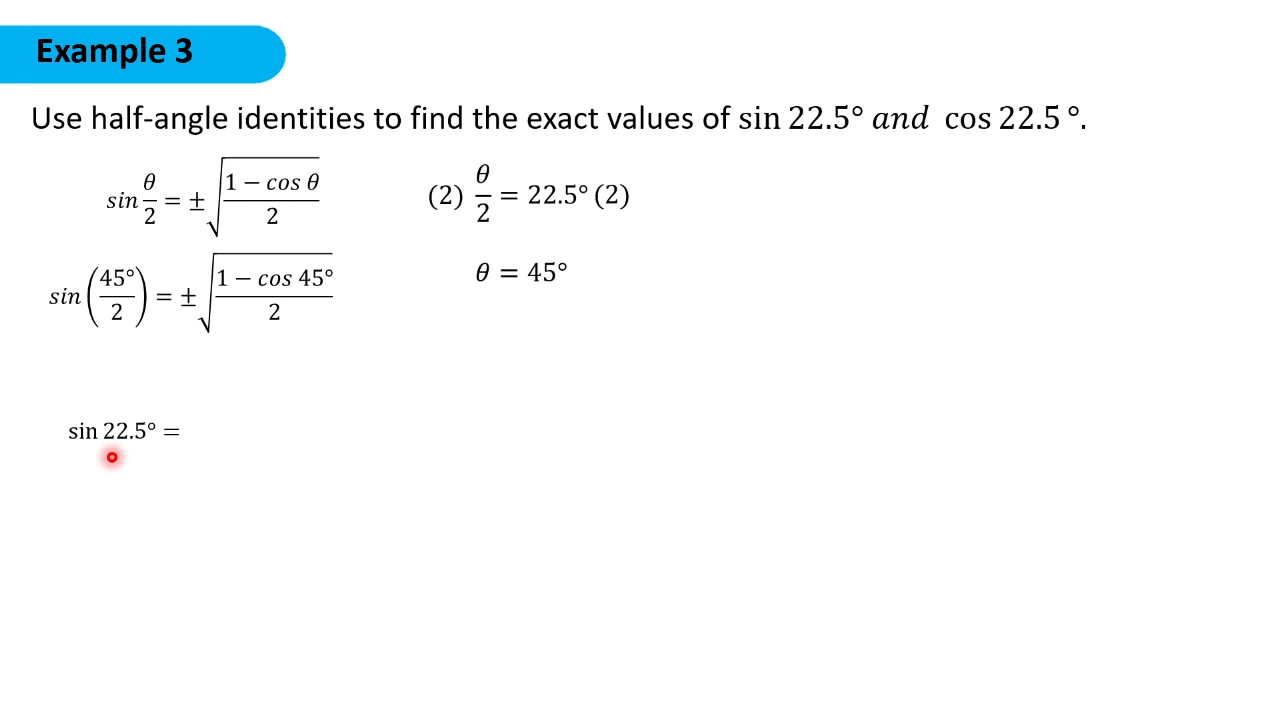 Example 3
Use half-angle identities to find the exact values of sin 22.5° and cos 22.5 °.
sin θ/2 = ± √((1 − cos θ)/2)
(2) θ/2 = 22.5° (2)
sin (45°/2) = ± √((1 − cos 45°)/2)
θ = 45°
sin 22.5° =